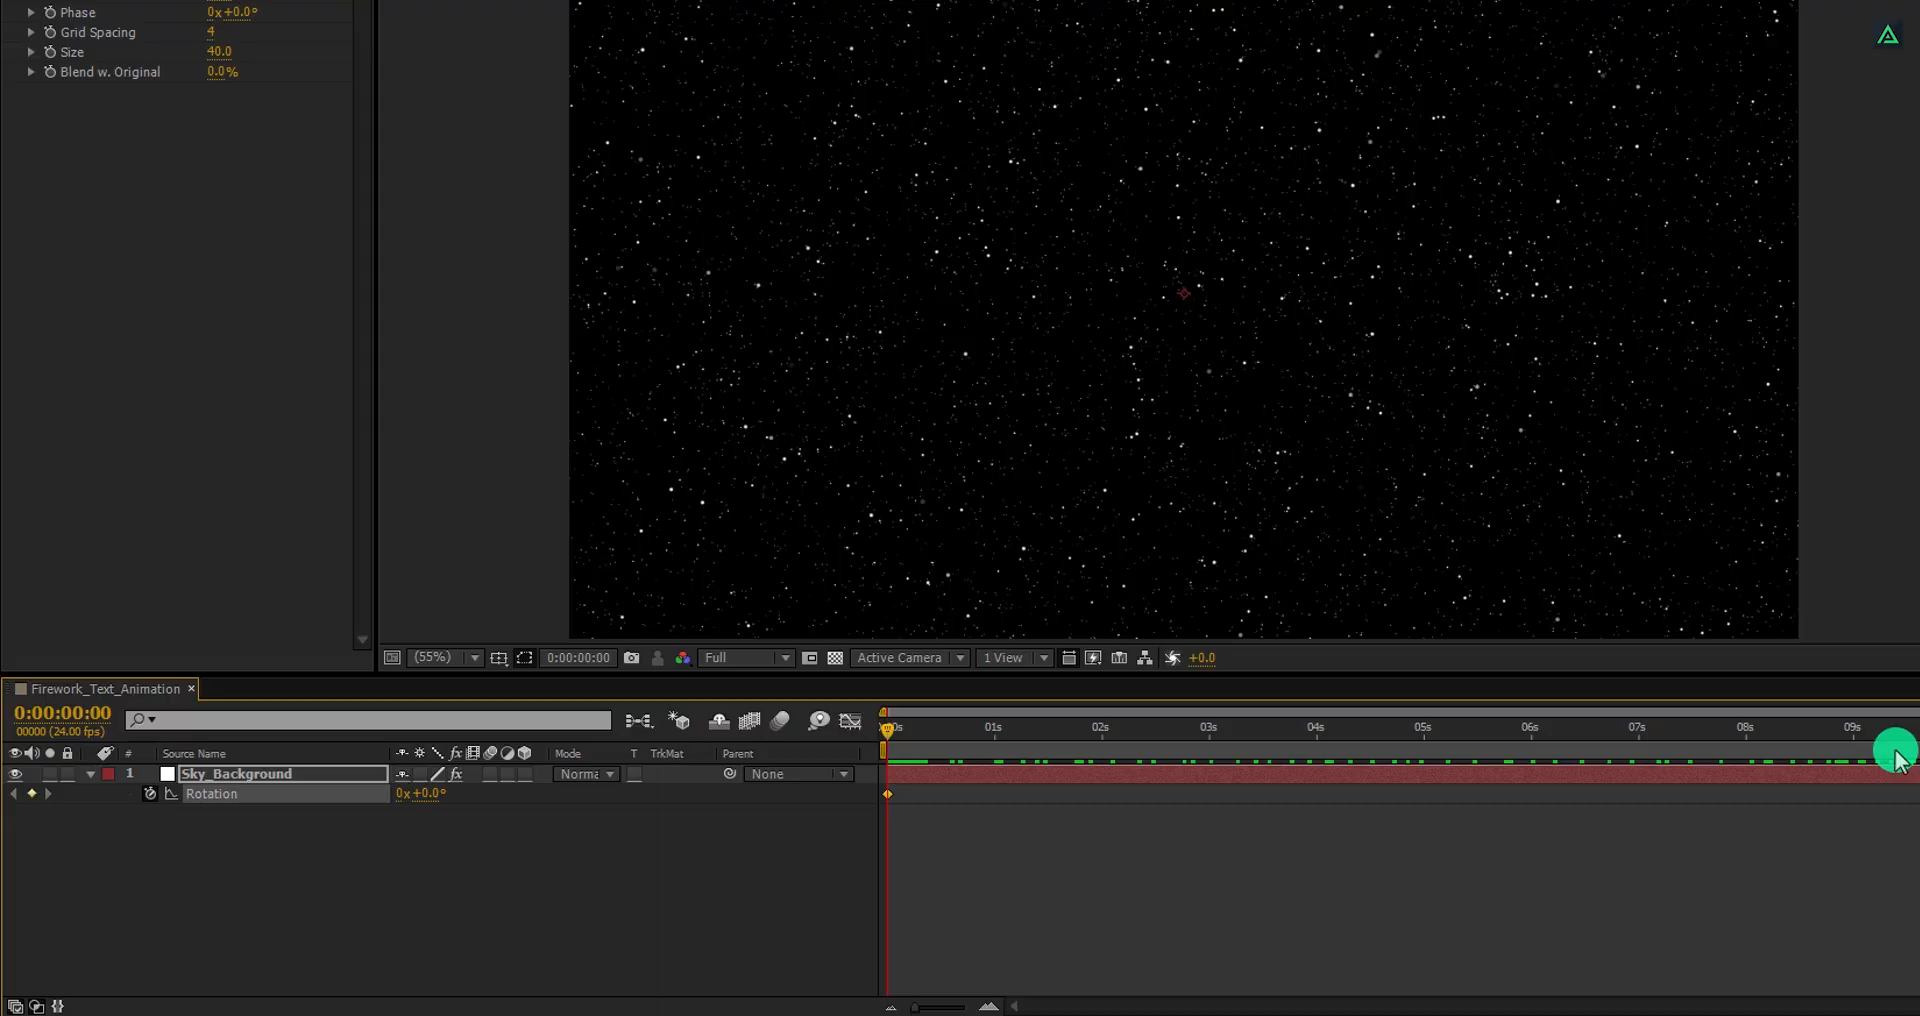 Phase 0x+0.0°
Grid Spacing 4
Size 40.0
Blend w. Original 0.0%
(55%) 0:00:00:00 Full Active Camera 1 View +0.0
Firework_Text_Animation ×
0:00:00:00
00000 (24.00 fps)
# Source Name fx Mode T TrkMat Parent
1 Sky_Background fx Norma None
Rotation 0x+0.0°
0s 01s 02s 03s 04s 05s 06s 07s 08s 09s